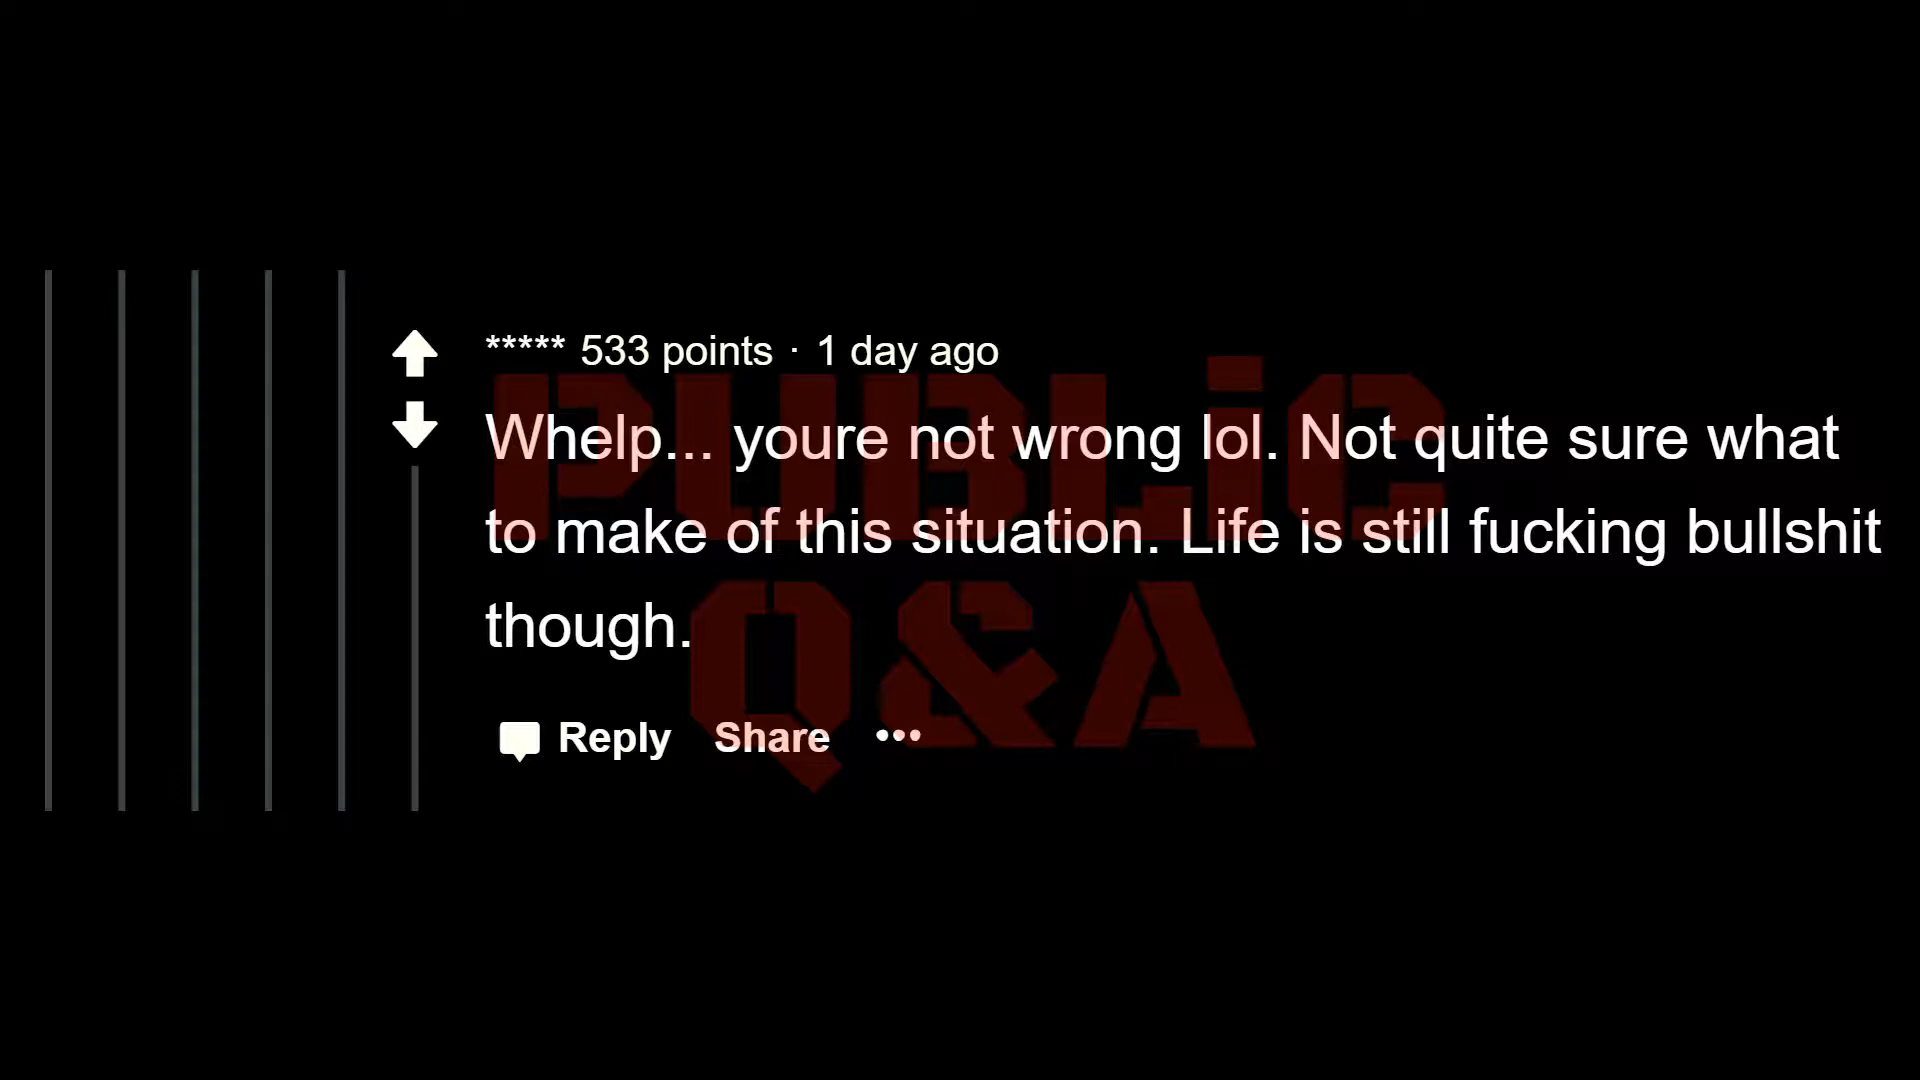 ***** 533 points · 1 day ago
Whelp... youre not wrong lol. Not quite sure what
to make of this situation. Life is still fucking bullshit
though.
Reply Share •••
PUBLiC
Q&A